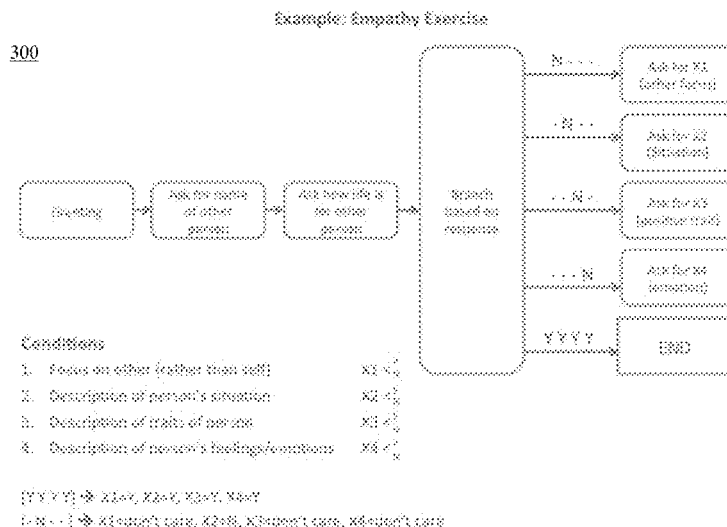 Example: Empathy Exercise
300
Greeting
Ask for name
of other
person
Ask how life is
for other
person
Branch
based on
response
N - - -
Ask for X1
(other focus)
- N - -
Ask for X2
(situation)
- - N -
Ask for X3
(positive trait)
- - - N
Ask for X4
(emotion)
Y Y Y Y
END
Conditions
1. Focus on other (rather than self) X1 < Y N
2. Description of person's situation X2 < Y N
3. Description of traits of person X3 < Y N
4. Description of person's feelings/emotions X4 < Y N
[Y Y Y Y] → X1=Y, X2=Y, X3=Y, X4=Y
[- N - -] → X1=don't care, X2=N, X3=don't care, X4=don't care